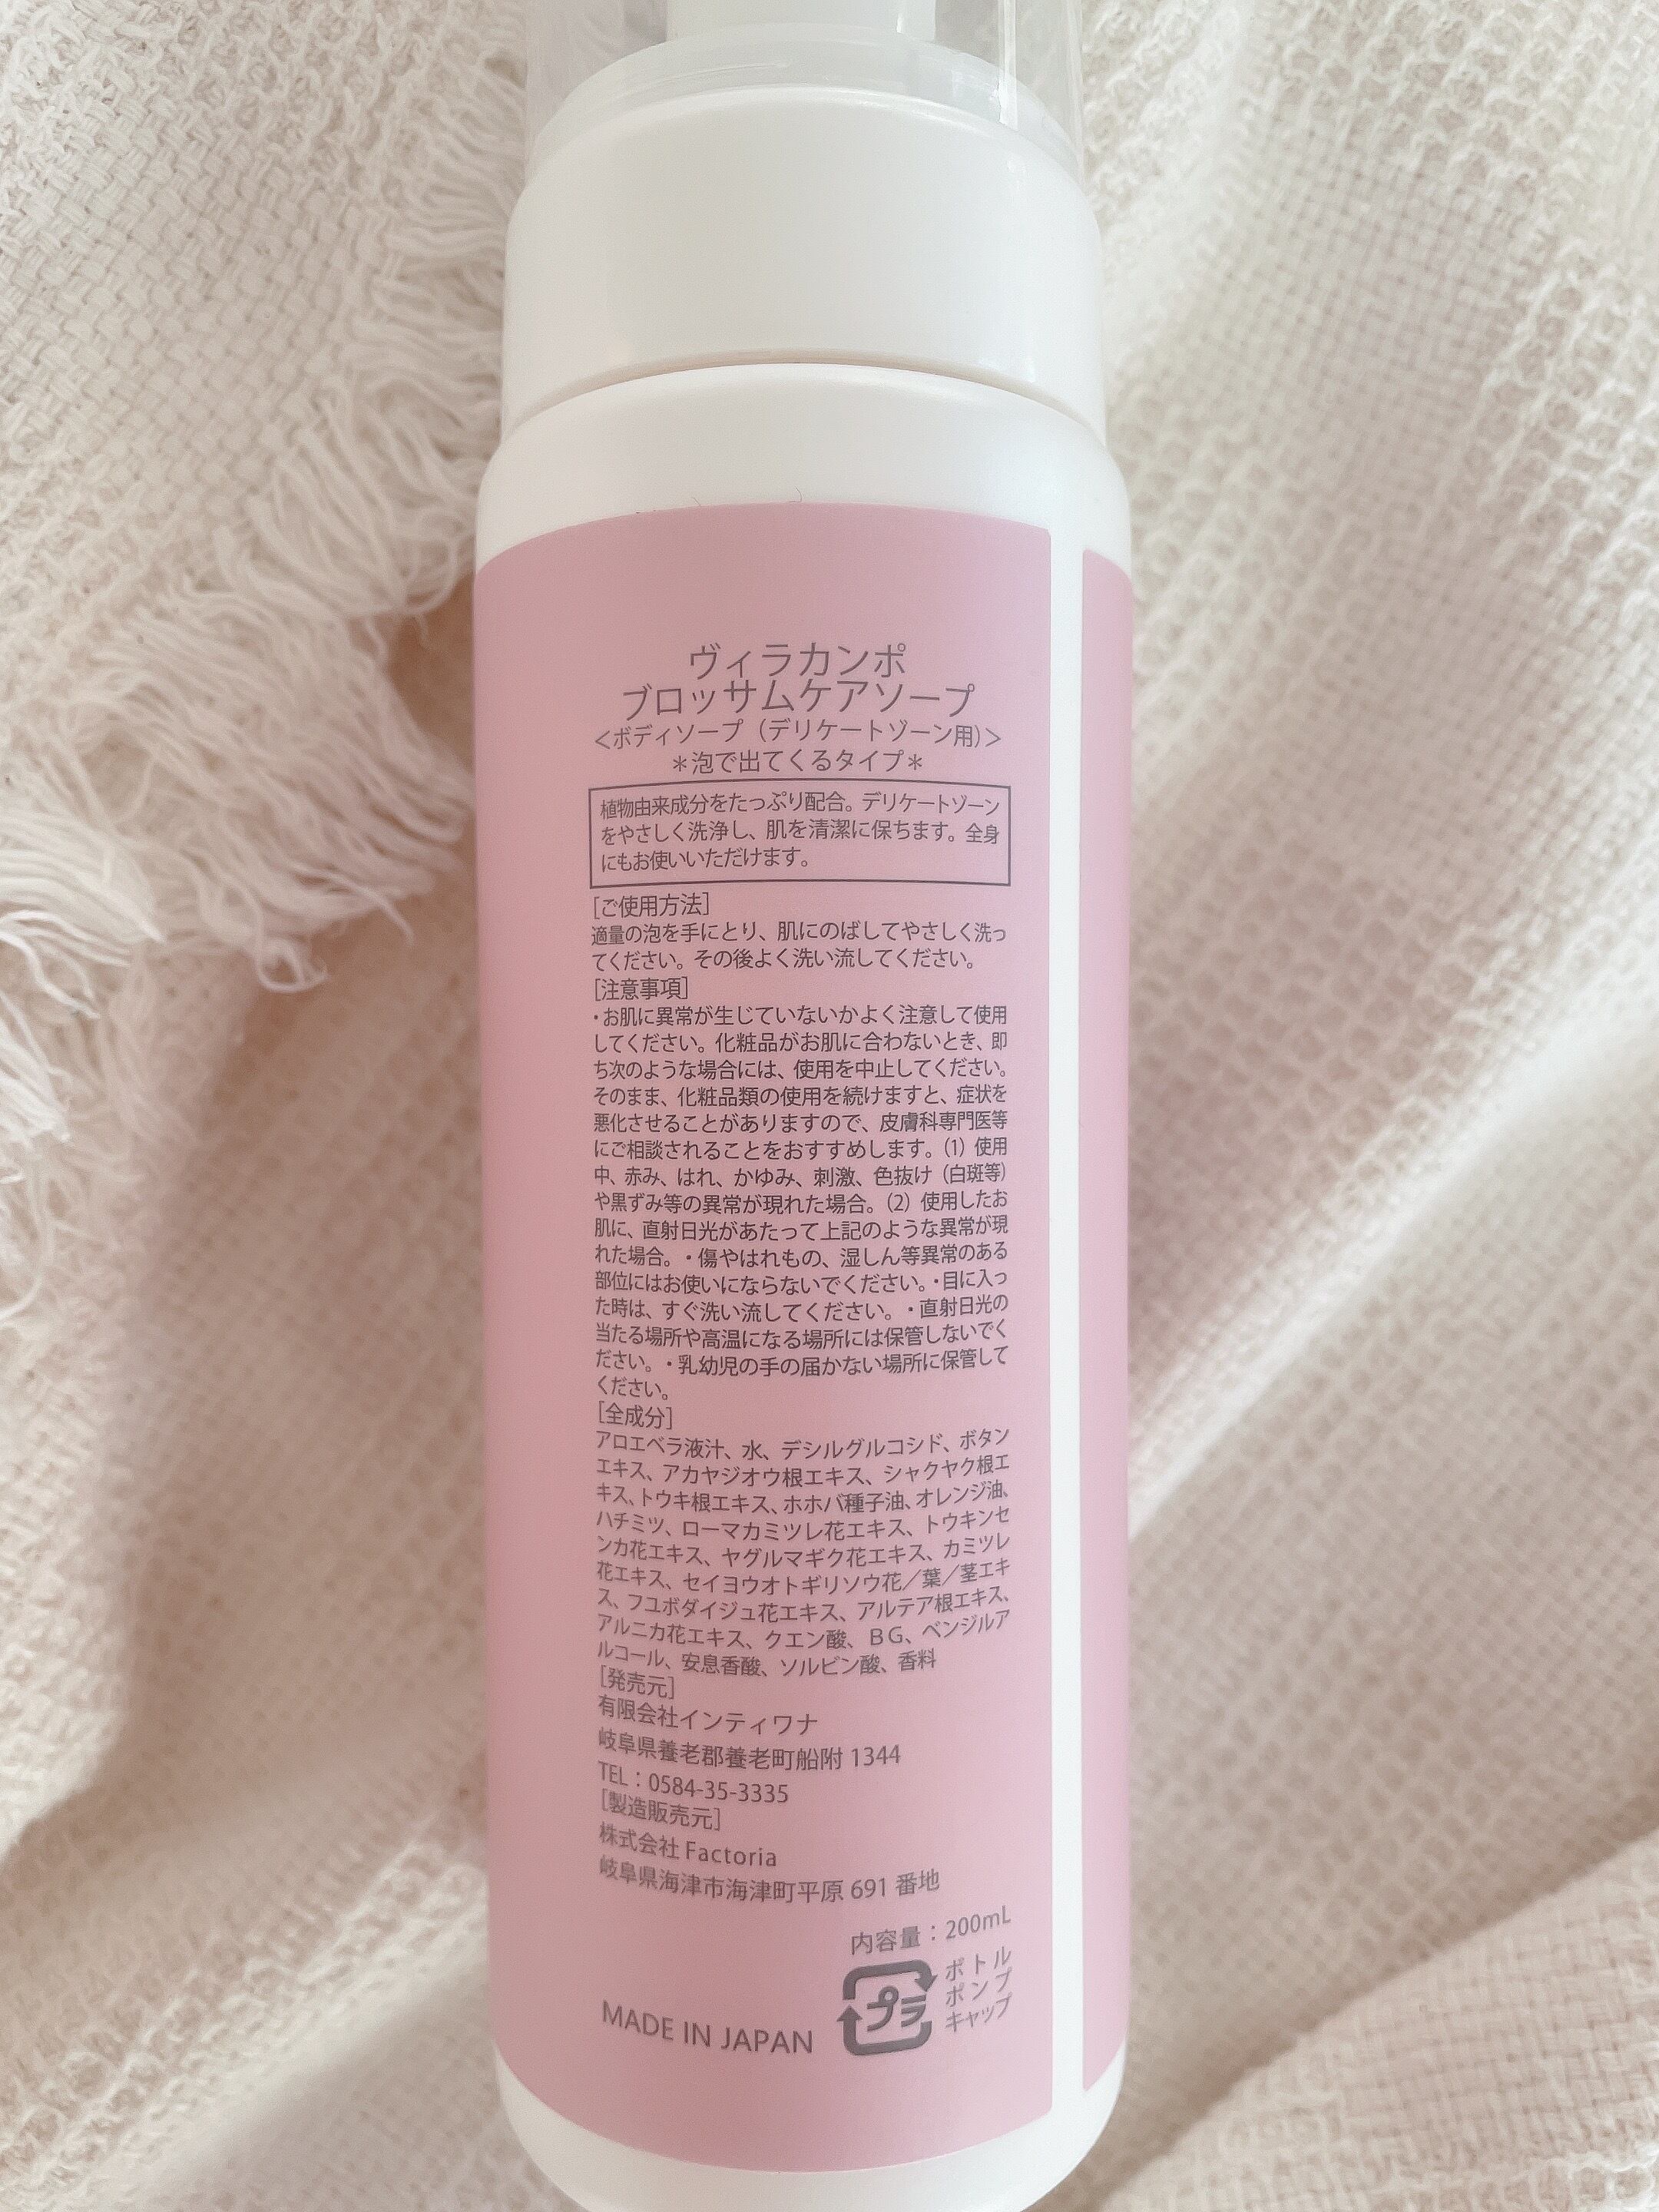 ヴィラカンポ
ブロッサムケアソープ
＜ボディソープ（デリケートゾーン用）＞
＊泡で出てくるタイプ＊
植物由来成分をたっぷり配合。デリケートゾーン
をやさしく洗浄し、肌を清潔に保ちます。全身
にもお使いいただけます。
［ご使用方法］
適量の泡を手にとり、肌にのばしてやさしく洗っ
てください。その後よく洗い流してください。
［注意事項］
・お肌に異常が生じていないかよく注意して使用
してください。化粧品がお肌に合わないとき、即
ち次のような場合には、使用を中止してください。
そのまま、化粧品類の使用を続けますと、症状を
悪化させることがありますので、皮膚科専門医等
にご相談されることをおすすめします。（1）使用
中、赤み、はれ、かゆみ、刺激、色抜け（白斑等）
や黒ずみ等の異常が現れた場合。（2）使用したお
肌に、直射日光があたって上記のような異常が現
れた場合。・傷やはれもの、湿しん等異常のある
部位にはお使いにならないでください。・目に入っ
た時は、すぐ洗い流してください。・直射日光の
当たる場所や高温になる場所には保管しないでく
ださい。・乳幼児の手の届かない場所に保管して
ください。
［全成分］
アロエベラ液汁、水、デシルグルコシド、ボタン
エキス、アカヤジオウ根エキス、シャクヤク根エ
キス、トウキ根エキス、ホホバ種子油、オレンジ油、
ハチミツ、ローマカミツレ花エキス、トウキンセ
ンカ花エキス、ヤグルマギク花エキス、カミツレ
花エキス、セイヨウオトギリソウ花／葉／茎エキ
ス、フユボダイジュ花エキス、アルテア根エキス、
アルニカ花エキス、クエン酸、ＢＧ、ベンジルア
ルコール、安息香酸、ソルビン酸、香料
［発売元］
有限会社インティワナ
岐阜県養老郡養老町船附 1344
TEL：0584-35-3335
［製造販売元］
株式会社 Factoria
岐阜県海津市海津町平原 691 番地
内容量：200mL
プラ
ボトル
ポンプ
キャップ
MADE IN JAPAN